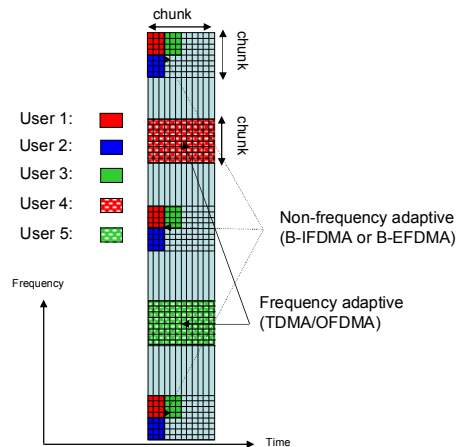 chunk
chunk
chunk
User 1:
User 2:
User 3:
User 4:
User 5:
Non-frequency adaptive
(B-IFDMA or B-EFDMA)
Frequency adaptive
(TDMA/OFDMA)
Frequency
Time